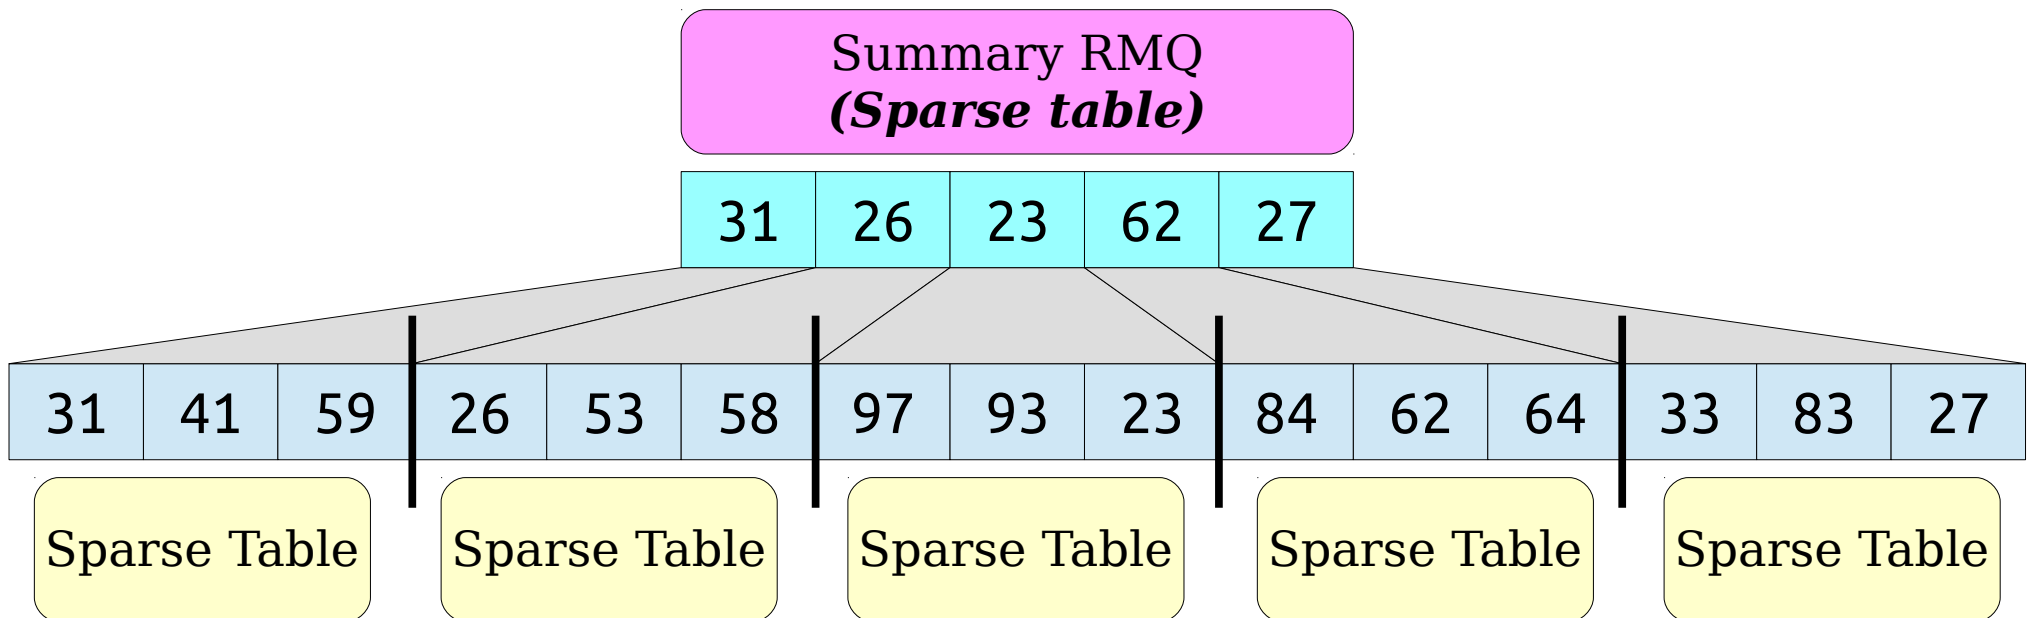 Summary RMQ
(Sparse table)
31 26 23 62 27
31 41 59 26 53 58 97 93 23 84 62 64 33 83 27
Sparse Table Sparse Table Sparse Table Sparse Table Sparse Table